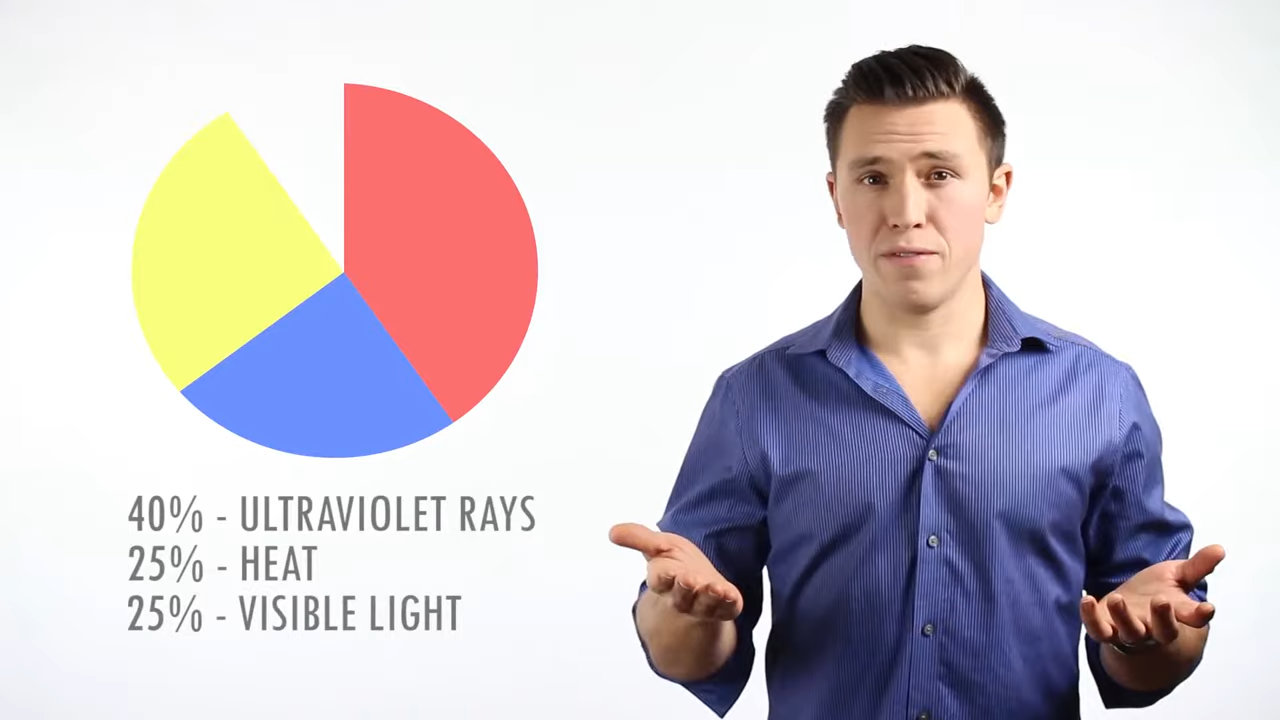 40% - ULTRAVIOLET RAYS
25% - HEAT
25% - VISIBLE LIGHT